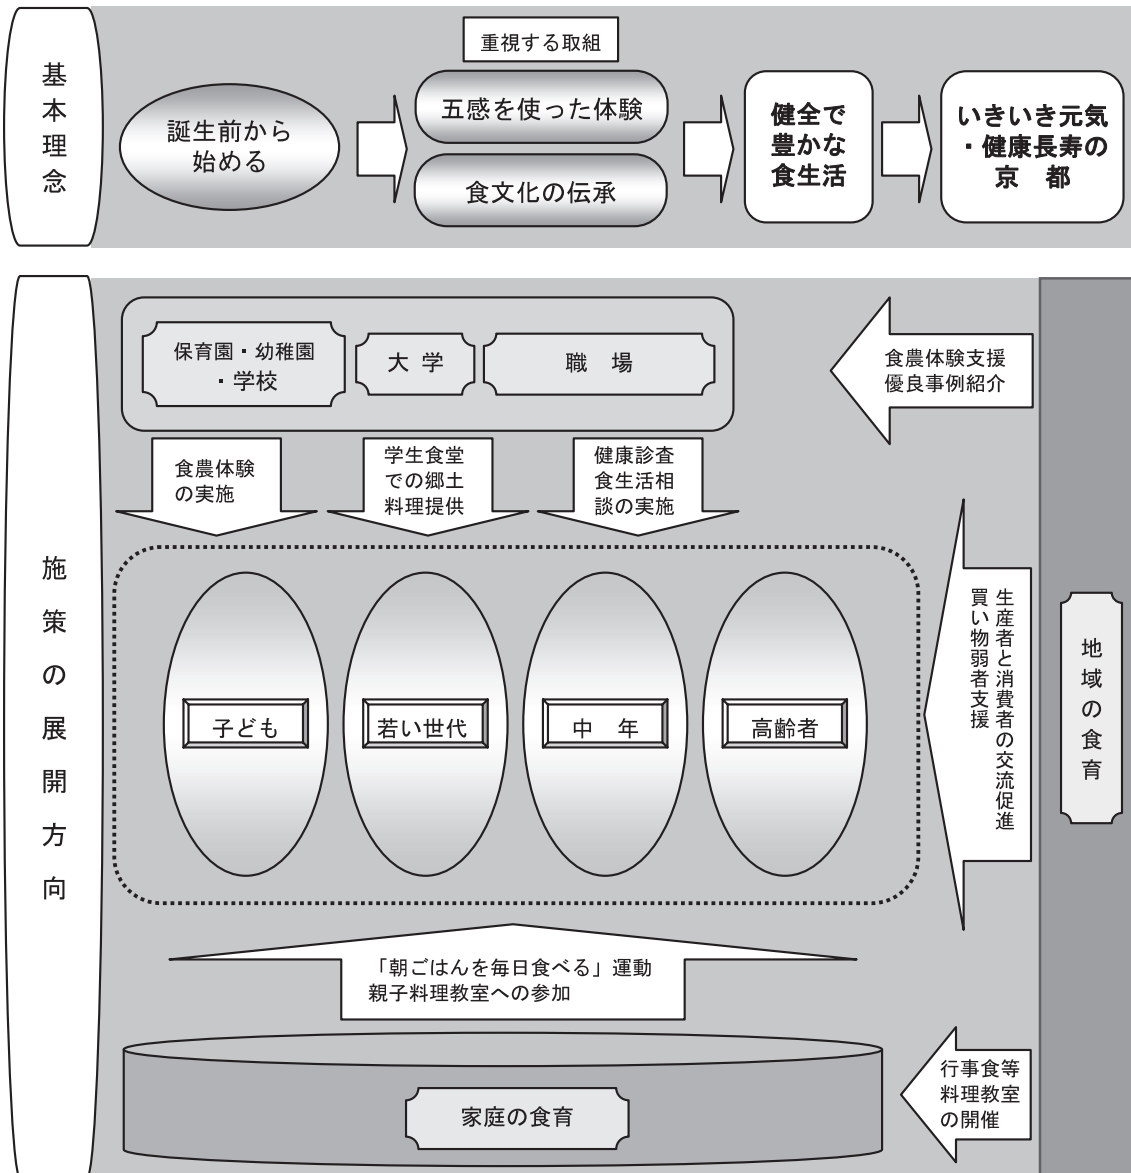 基本理念
重視する取組
誕生前から
始める
五感を使った体験
食文化の伝承
健全で
豊かな
食生活
いきいき元気
・健康長寿の
京　都
施策の展開方向
保育園・幼稚園
・学校
大 学
職　場
食農体験支援
優良事例紹介
食農体験
の実施
学生食堂
での郷土
料理提供
健康診査
食生活相
談の実施
子ども
若い世代
中　年
高齢者
生産者と消費者の交流促進
買い物弱者支援
地域の食育
「朝ごはんを毎日食べる」運動
親子料理教室への参加
家庭の食育
行事食等
料理教室
の開催